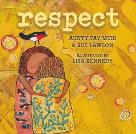 respect
AUNTY FAY MUIR
& SUE LAWSON
ILLUSTRATED BY
LISA KENNEDY